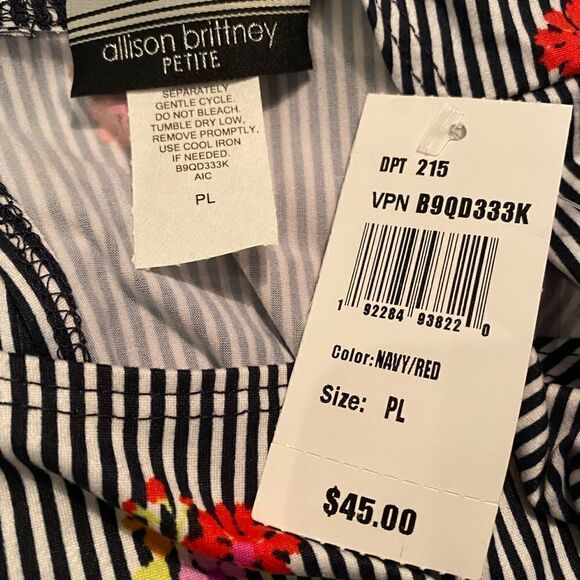 allison brittney
PETITE
SEPARATELY
GENTLE CYCLE.
DO NOT BLEACH.
TUMBLE DRY LOW,
REMOVE PROMPTLY.
USE COOL IRON
IF NEEDED.
B9QD333K
AIC
PL
DPT 215
VPN B9QD333K
1 92284 93822 0
Color: NAVY/RED
Size: PL
$45.00